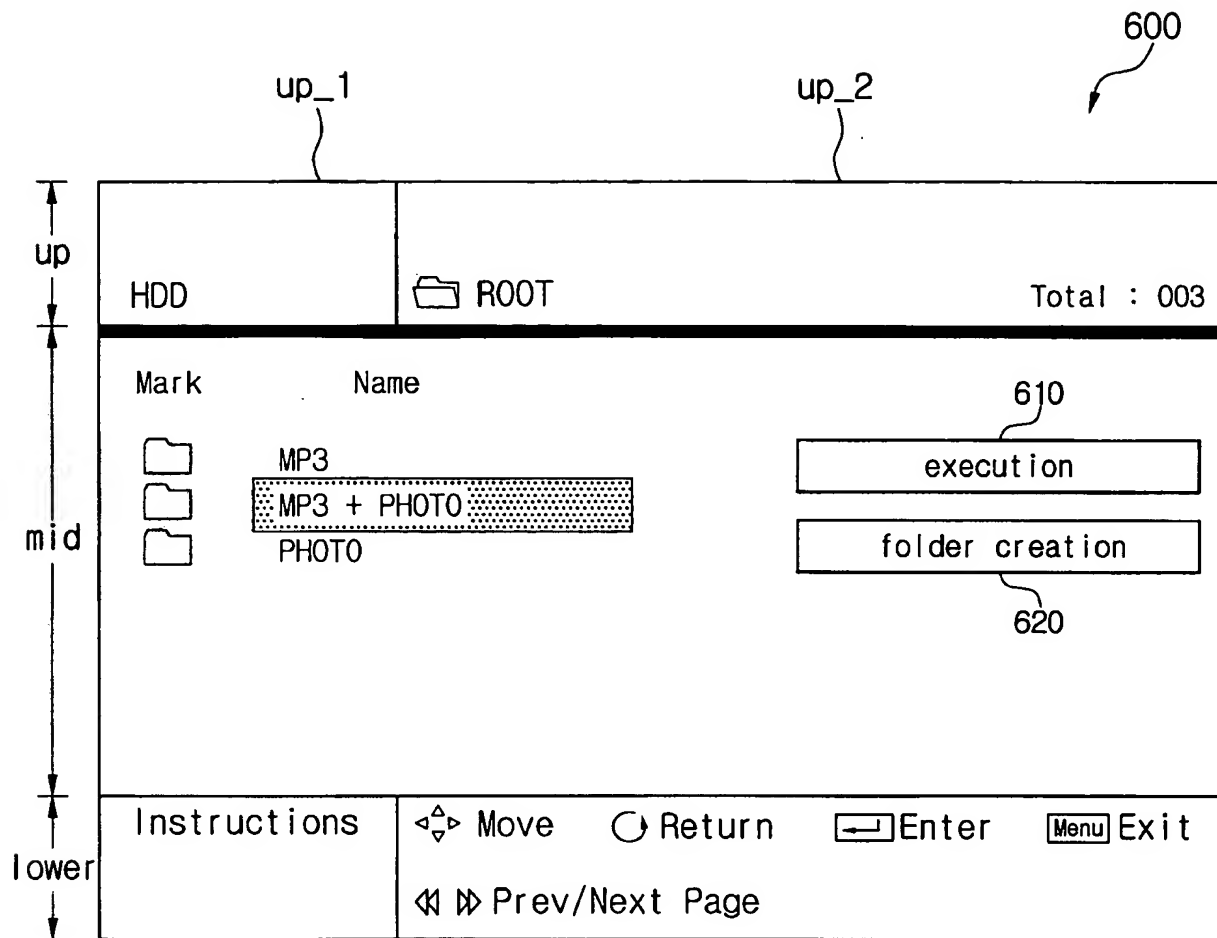 600
up_1 up_2
up
HDD ROOT Total : 003
Mark Name
610
MP3 execution
MP3 + PHOTO
mid
PHOTO folder creation
620
Instructions Move Return Enter Menu Exit
lower
Prev/Next Page